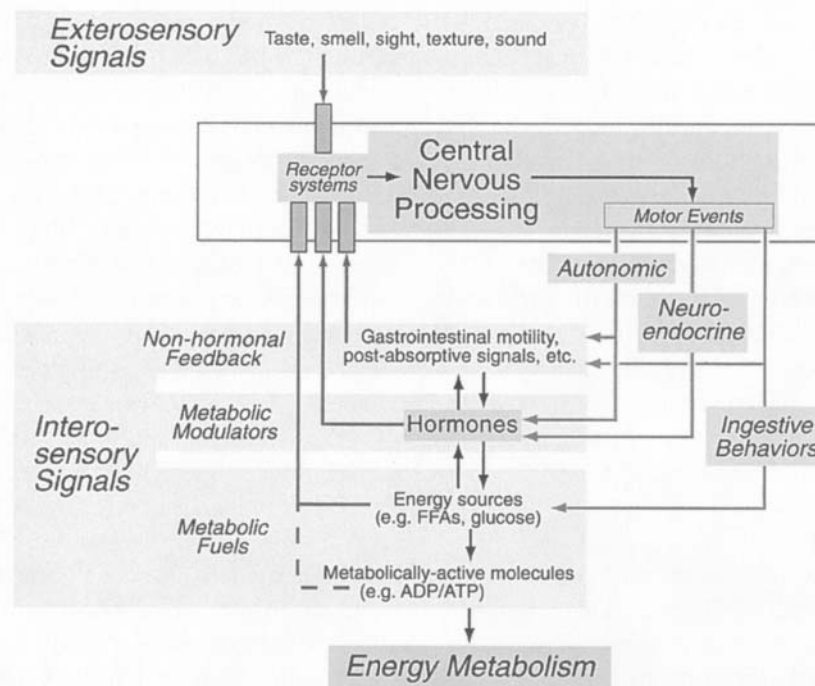 Exterosensory
Signals
Taste, smell, sight, texture, sound
Receptor
systems
Central
Nervous
Processing
Motor Events
Autonomic
Neuro-
endocrine
Ingestive
Behaviors
Intero-
sensory
Signals
Non-hormonal
Feedback
Gastrointestinal motility,
post-absorptive signals, etc.
Metabolic
Modulators
Hormones
Metabolic
Fuels
Energy sources
(e.g. FFAs, glucose)
Metabolically-active molecules
(e.g. ADP/ATP)
Energy Metabolism